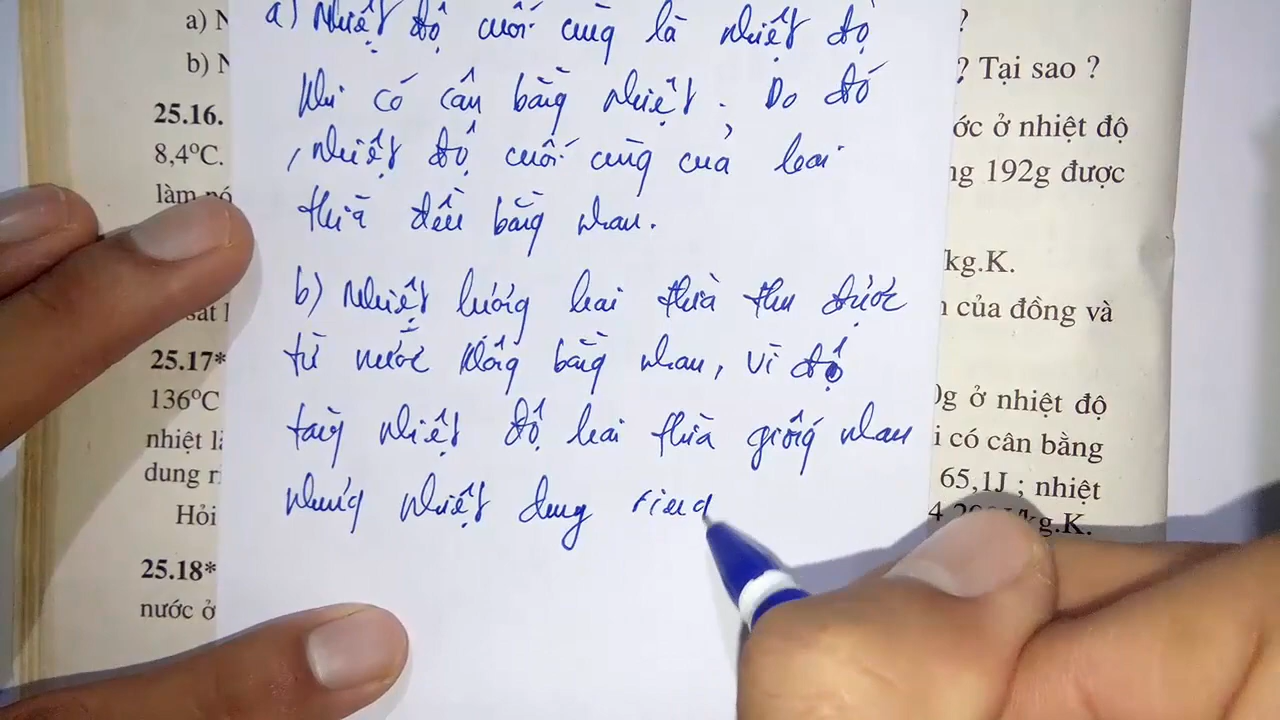 a) N
?
b) N
? Tại sao ?
25.16.
ớc ở nhiệt độ
8,4°C.
ng 192g được
làm nó
kg.K.
sát l
n của đồng và
25.17*
136°C
0g ở nhiệt độ
nhiệt l
i có cân bằng
dung r
65,1J ; nhiệt
Hỏi
kg.K.
25.18*
nước ở
a) Nhiệt độ cuối cùng là nhiệt độ
khi có cân bằng nhiệt. Do đó
, nhiệt độ cuối cùng của hai
thìa đều bằng nhau.
b) Nhiệt lượng hai thìa thu được
từ nước không bằng nhau, vì độ
tăng nhiệt độ hai thìa giống nhau
nhưng nhiệt dung riêng